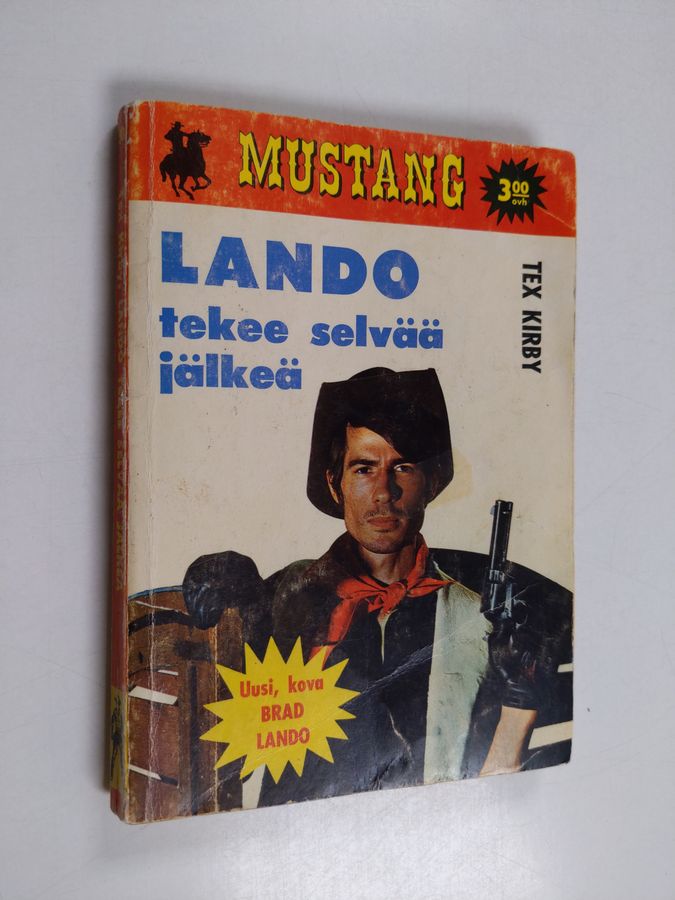 MUSTANG
3.00
ovh
LANDO
tekee selvää
jälkeä
TEX KIRBY
Uusi, kova
BRAD
LANDO